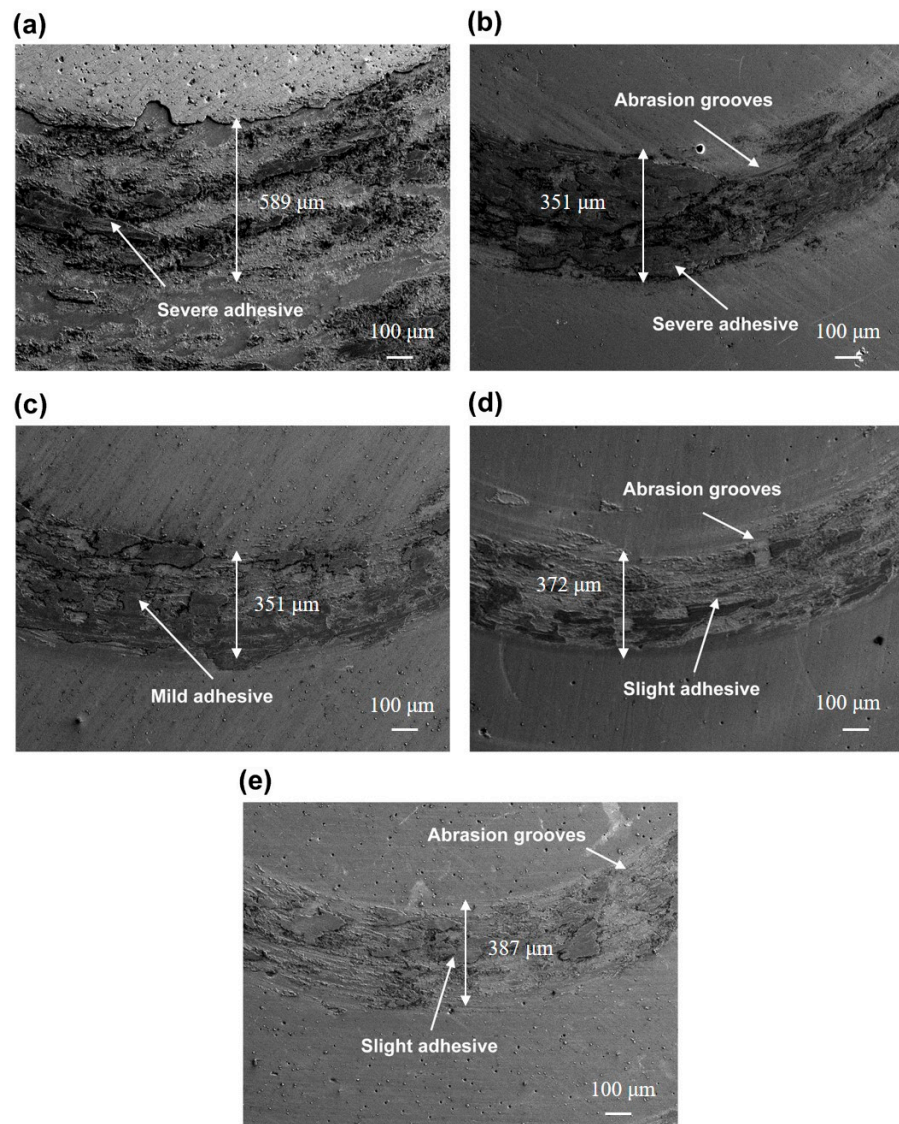 (a)
589 μm
Severe adhesive
100 μm
(b)
Abrasion grooves
351 μm
Severe adhesive
100 μm
(c)
351 μm
Mild adhesive
100 μm
(d)
Abrasion grooves
372 μm
Slight adhesive
100 μm
(e)
Abrasion grooves
387 μm
Slight adhesive
100 μm